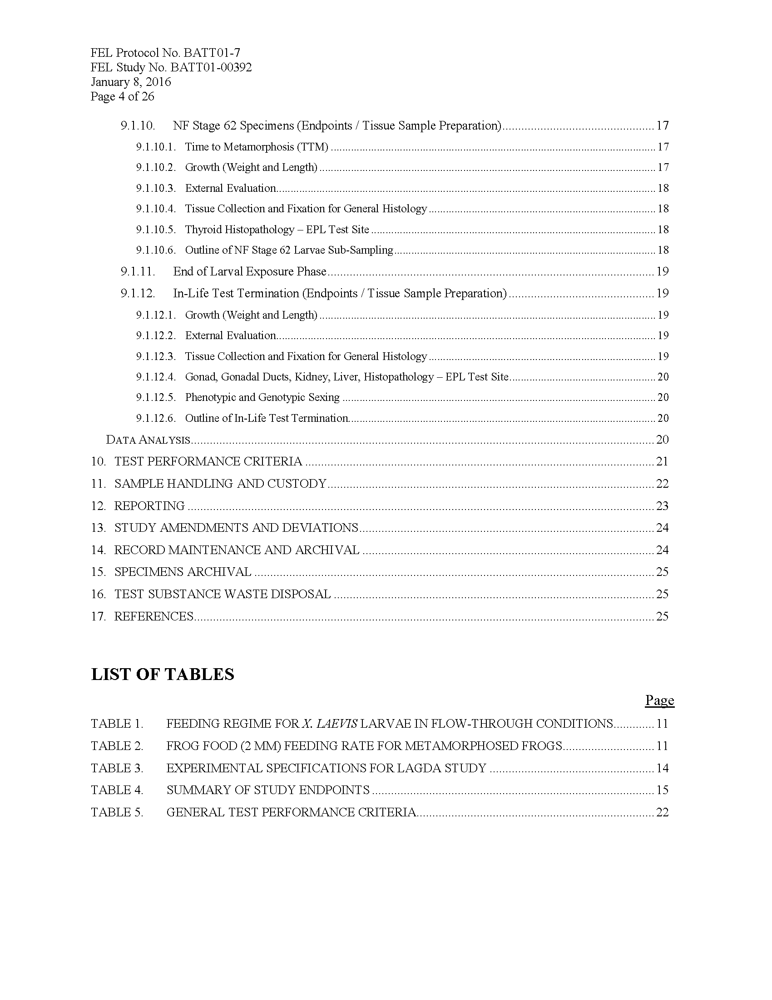 FEL Protocol No. BATT01-7
FEL Study No. BATT01-00392
January 8, 2016
Page 4 of 26
9.1.10. NF Stage 62 Specimens (Endpoints / Tissue Sample Preparation) 17
9.1.10.1. Time to Metamorphosis (TTM) 17
9.1.10.2. Growth (Weight and Length) 17
9.1.10.3. External Evaluation 18
9.1.10.4. Tissue Collection and Fixation for General Histology 18
9.1.10.5. Thyroid Histopathology – EPL Test Site 18
9.1.10.6. Outline of NF Stage 62 Larvae Sub-Sampling 18
9.1.11. End of Larval Exposure Phase 19
9.1.12. In-Life Test Termination (Endpoints / Tissue Sample Preparation) 19
9.1.12.1. Growth (Weight and Length) 19
9.1.12.2. External Evaluation 19
9.1.12.3. Tissue Collection and Fixation for General Histology 19
9.1.12.4. Gonad, Gonadal Ducts, Kidney, Liver, Histopathology – EPL Test Site 20
9.1.12.5. Phenotypic and Genotypic Sexing 20
9.1.12.6. Outline of In-Life Test Termination 20
DATA ANALYSIS 20
10. TEST PERFORMANCE CRITERIA 21
11. SAMPLE HANDLING AND CUSTODY 22
12. REPORTING 23
13. STUDY AMENDMENTS AND DEVIATIONS 24
14. RECORD MAINTENANCE AND ARCHIVAL 24
15. SPECIMENS ARCHIVAL 25
16. TEST SUBSTANCE WASTE DISPOSAL 25
17. REFERENCES 25
LIST OF TABLES
Page
TABLE 1. FEEDING REGIME FOR X. LAEVIS LARVAE IN FLOW-THROUGH CONDITIONS 11
TABLE 2. FROG FOOD (2 MM) FEEDING RATE FOR METAMORPHOSED FROGS 11
TABLE 3. EXPERIMENTAL SPECIFICATIONS FOR LAGDA STUDY 14
TABLE 4. SUMMARY OF STUDY ENDPOINTS 15
TABLE 5. GENERAL TEST PERFORMANCE CRITERIA 22